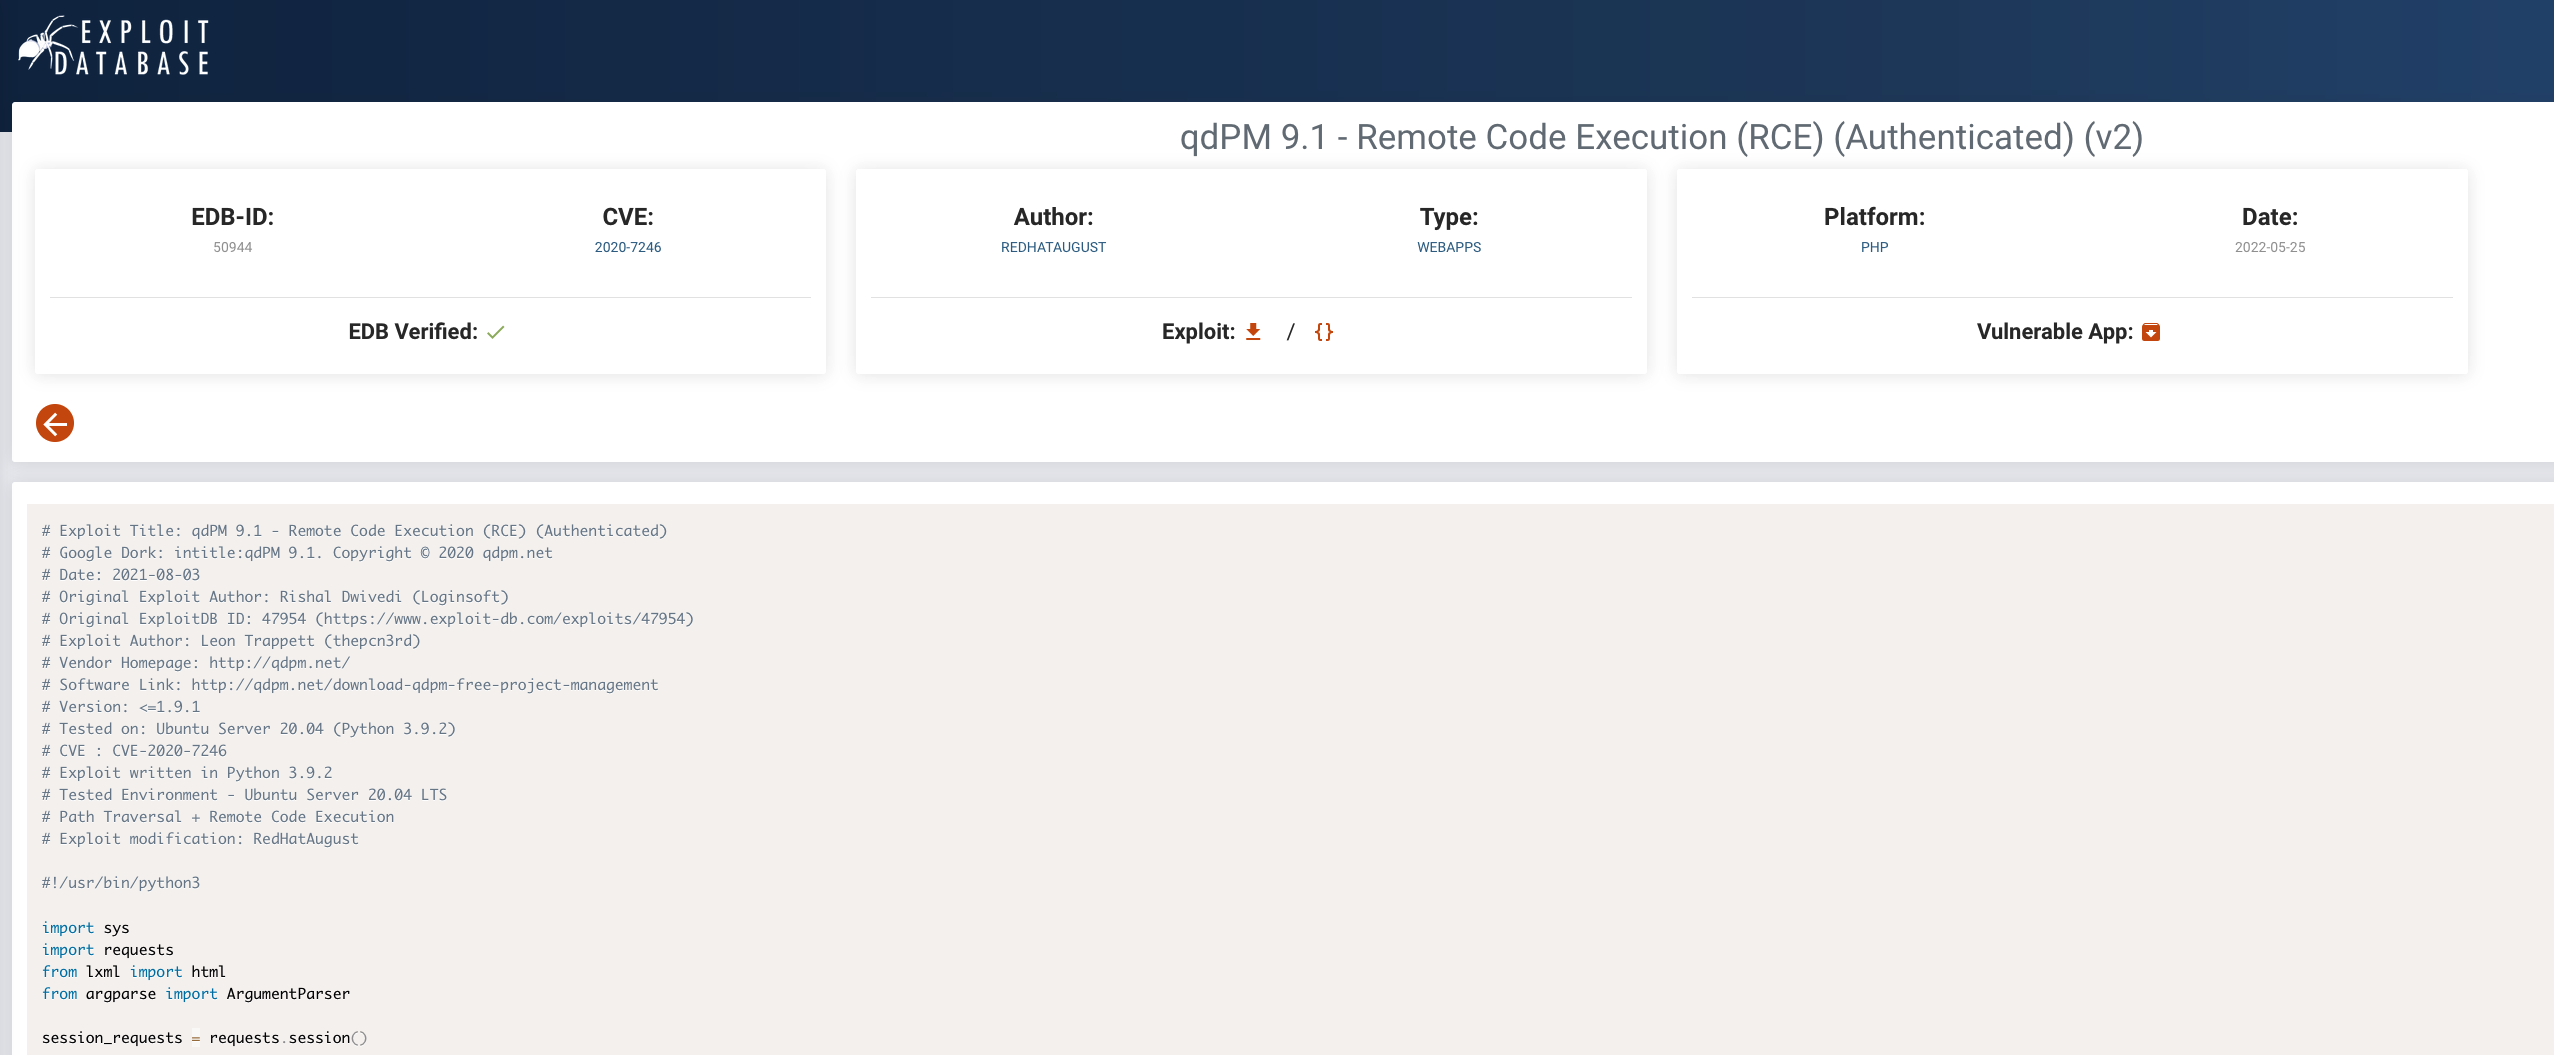 EXPLOIT
DATABASE
qdPM 9.1 - Remote Code Execution (RCE) (Authenticated) (v2)
EDB-ID:
50944
CVE:
2020-7246
EDB Verified:
Author:
REDHATAUGUST
Type:
WEBAPPS
Exploit: / {}
Platform:
PHP
Date:
2022-05-25
Vulnerable App:
# Exploit Title: qdPM 9.1 - Remote Code Execution (RCE) (Authenticated)
# Google Dork: intitle:qdPM 9.1. Copyright © 2020 qdpm.net
# Date: 2021-08-03
# Original Exploit Author: Rishal Dwivedi (Loginsoft)
# Original ExploitDB ID: 47954 (https://www.exploit-db.com/exploits/47954)
# Exploit Author: Leon Trappett (thepcn3rd)
# Vendor Homepage: http://qdpm.net/
# Software Link: http://qdpm.net/download-qdpm-free-project-management
# Version: <=1.9.1
# Tested on: Ubuntu Server 20.04 (Python 3.9.2)
# CVE : CVE-2020-7246
# Exploit written in Python 3.9.2
# Tested Environment - Ubuntu Server 20.04 LTS
# Path Traversal + Remote Code Execution
# Exploit modification: RedHatAugust
#!/usr/bin/python3
import sys
import requests
from lxml import html
from argparse import ArgumentParser
session_requests = requests.session()